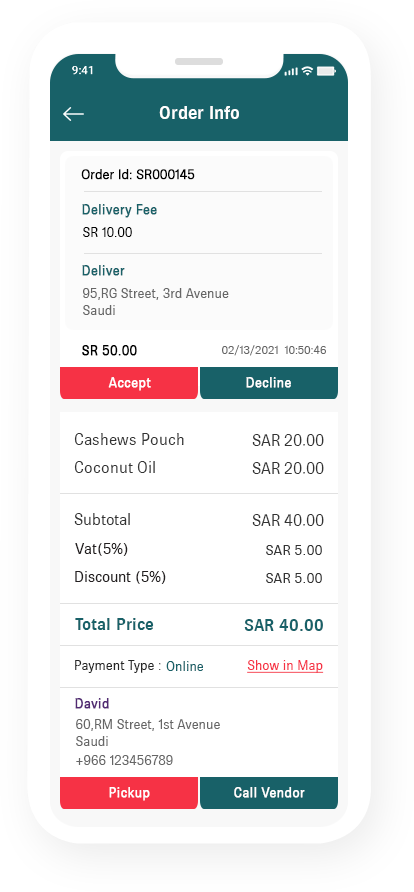 9:41
Order Info
Order Id: SR000145
Delivery Fee
SR 10.00
Deliver
95,RG Street, 3rd Avenue
Saudi
SR 50.00 02/13/2021 10:50:46
Accept Decline
Cashews Pouch SAR 20.00
Coconut Oil SAR 20.00
Subtotal SAR 40.00
Vat(5%) SAR 5.00
Discount (5%) SAR 5.00
Total Price SAR 40.00
Payment Type : Online Show in Map
David
60,RM Street, 1st Avenue
Saudi
+966 123456789
Pickup Call Vendor